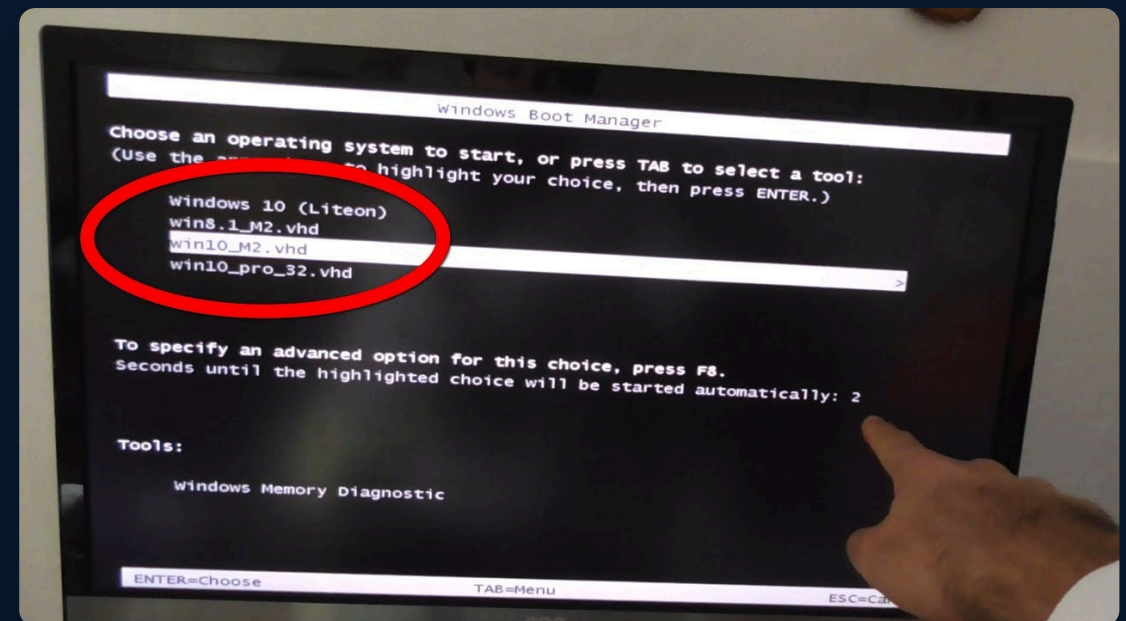 Windows Boot Manager
Choose an operating system to start, or press TAB to select a tool:
(Use the highlight your choice, then press ENTER.)
Windows 10 (Liteon)
win8.1_M2.vhd
win10_M2.vhd
>
win10_pro_32.vhd
To specify an advanced option for this choice, press F8.
Seconds until the highlighted choice will be started automatically: 2
Tools:
Windows Memory Diagnostic
ENTER=Choose
TAB=Menu